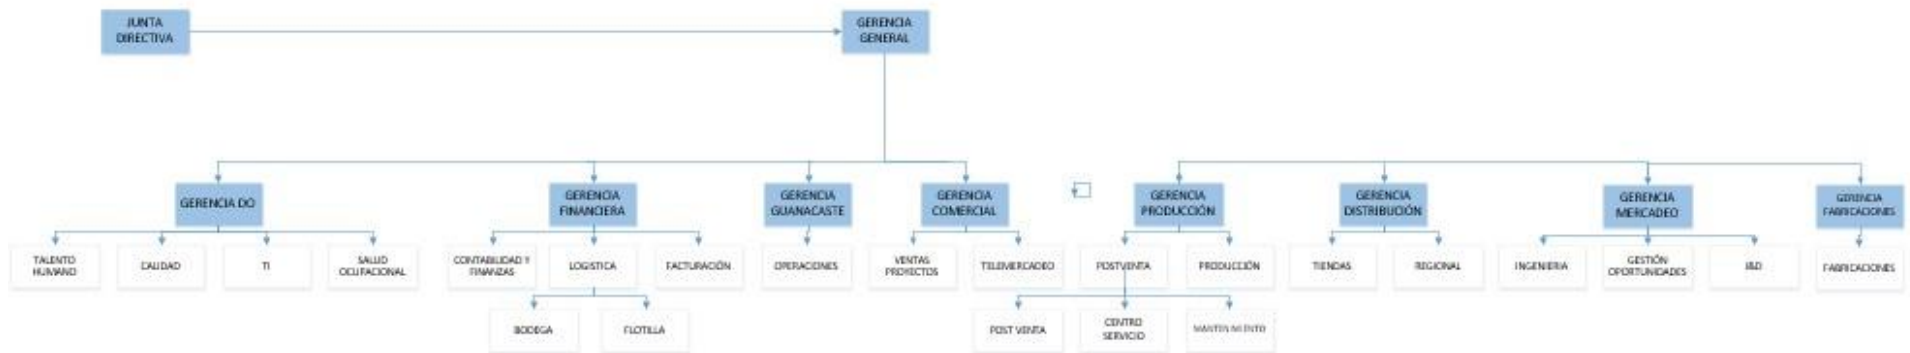 JUNTA
DIRECTIVA
GERENCIA
GENERAL
GERENCIA DO
GERENCIA
FINANCIERA
GERENCIA
GUANACASTE
GERENCIA
COMERCIAL
GERENCIA
PRODUCCIÓN
GERENCIA
DISTRIBUCIÓN
GERENCIA
MERCADEO
GERENCIA
FABRICACIONES
TALENTO
HUMANO
CALIDAD
TI
SALUD
OCUPACIONAL
CONTABILIDAD Y
FINANZAS
LOGISTICA
FACTURACIÓN
OPERACIONES
VENTAS
PROYECTOS
TELEMERCADEO
POSTVENTA
PRODUCCIÓN
TIENDAS
REGIONAL
INGENIERIA
GESTIÓN
OPORTUNIDADES
I&D
FABRICACIONES
BODEGA
FLOTILLA
POST VENTA
CENTRO
SERVICIO